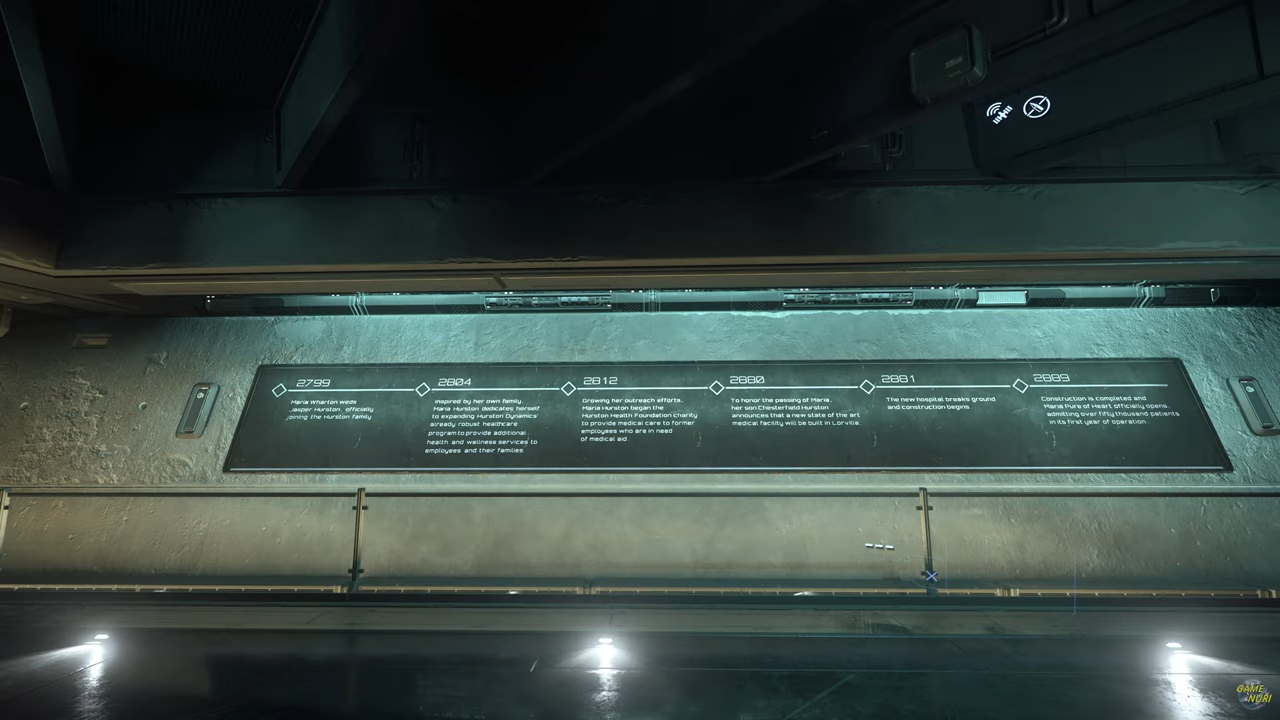 2799
Maria Wharton weds
Jasper Hurston, officially
joining the Hurston family
2804
Inspired by her own family,
Maria Hurston dedicates herself
to expanding Hurston Dynamics'
already robust healthcare
program to provide additional
health and wellness services to
employees and their families
2812
Growing her outreach efforts,
Maria Hurston began the
Hurston Health Foundation charity
to provide medical care to former
employees who are in need
of medical aid
2880
To honor the passing of Maria,
her son Chesterfield Hurston
announces that a new state of the art
medical facility will be built in Lorville.
2881
The new hospital breaks ground
and construction begins
2889
Construction is completed and
Maria Pure of Heart officially opens,
admitting over fifty thousand patients
in its first year of operation
GAME
NURI